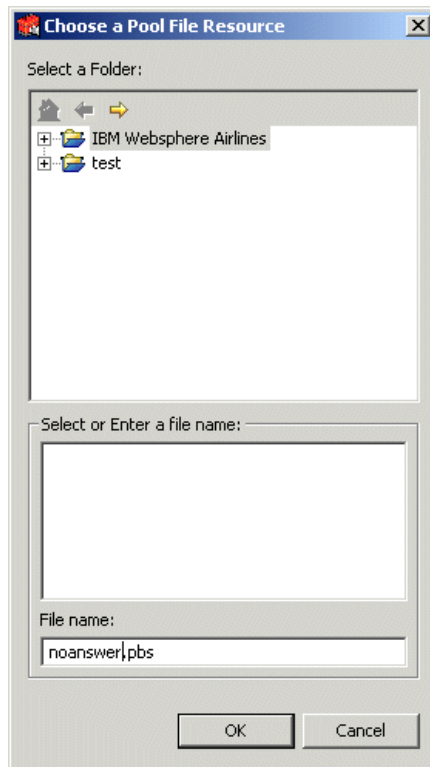 Choose a Pool File Resource
Select a Folder:
IBM Websphere Airlines
test
Select or Enter a file name:
File name:
noanswer.pbs
OK
Cancel